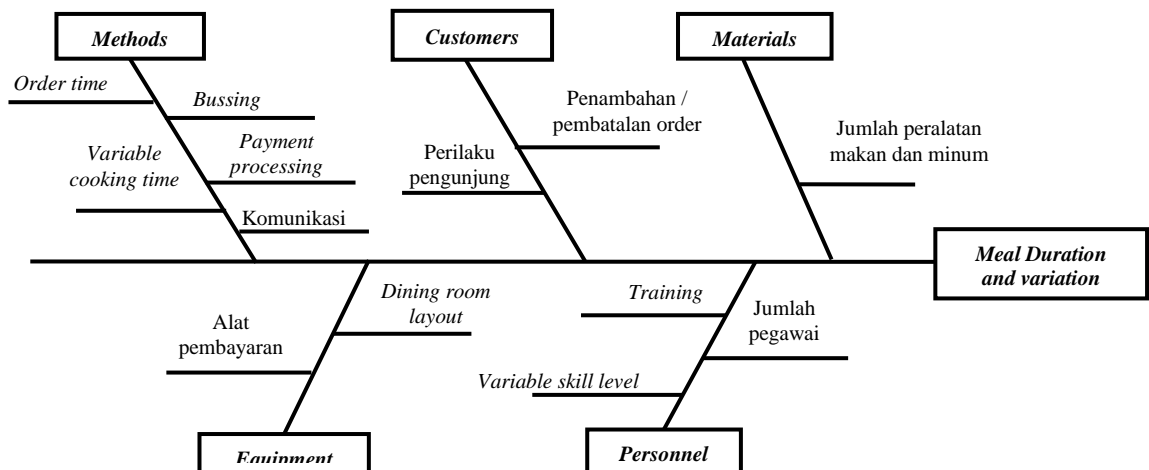 Methods
Customers
Materials
Order time
Bussing
Variable
cooking time
Payment
processing
Komunikasi
Penambahan /
pembatalan order
Perilaku
pengunjung
Jumlah peralatan
makan dan minum
Meal Duration
and variation
Dining room
layout
Alat
pembayaran
Training
Jumlah
pegawai
Variable skill level
Equipment
Personnel